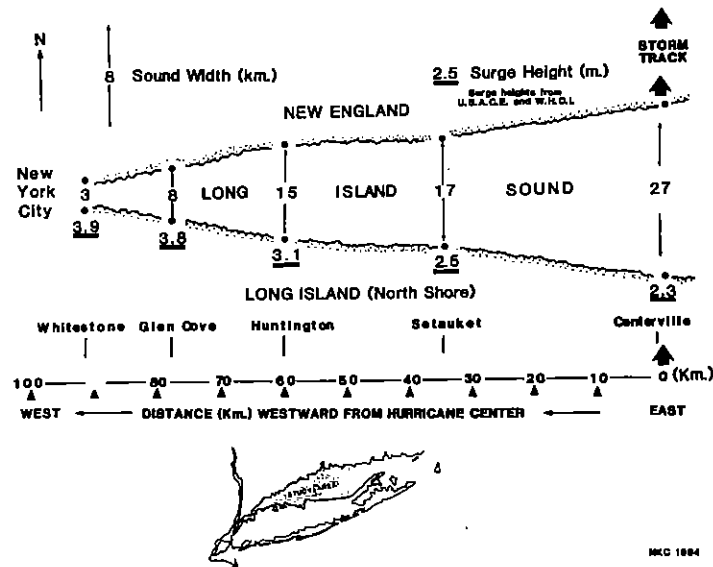 N
8 Sound Width (km.)
2.5 Surge Height (m.)
Surge heights from
U.S.A.C.E. and W.H.O.I.
STORM
TRACK
NEW ENGLAND
New
York
City
3
8
LONG
15
ISLAND
17
SOUND
27
3.9
3.8
3.1
2.5
2.3
LONG ISLAND (North Shore)
Whitestone
Glen Cove
Huntington
Setauket
Centerville
100
80
70
60
50
40
30
20
10
0 (Km.)
WEST
DISTANCE (Km.) WESTWARD FROM HURRICANE CENTER
EAST
STUDY AREA
NKC 1994